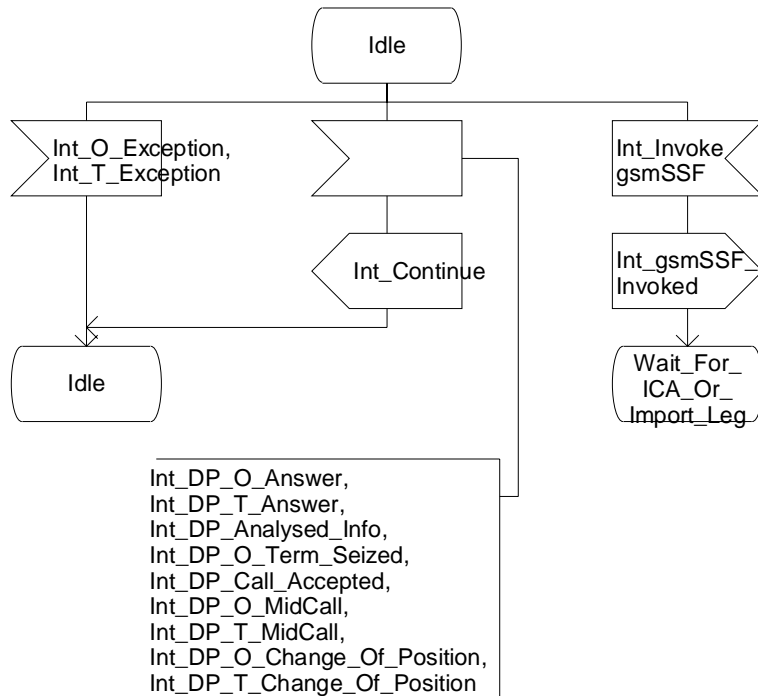 Idle
Int_O_Exception,
Int_T_Exception
Int_Invoke
gsmSSF
Int_Continue
Int_gsmSSF_
Invoked
Idle
Wait_For_
ICA_Or_
Import_Leg
Int_DP_O_Answer,
Int_DP_T_Answer,
Int_DP_Analysed_Info,
Int_DP_O_Term_Seized,
Int_DP_Call_Accepted,
Int_DP_O_MidCall,
Int_DP_T_MidCall,
Int_DP_O_Change_Of_Position,
Int_DP_T_Change_Of_Position